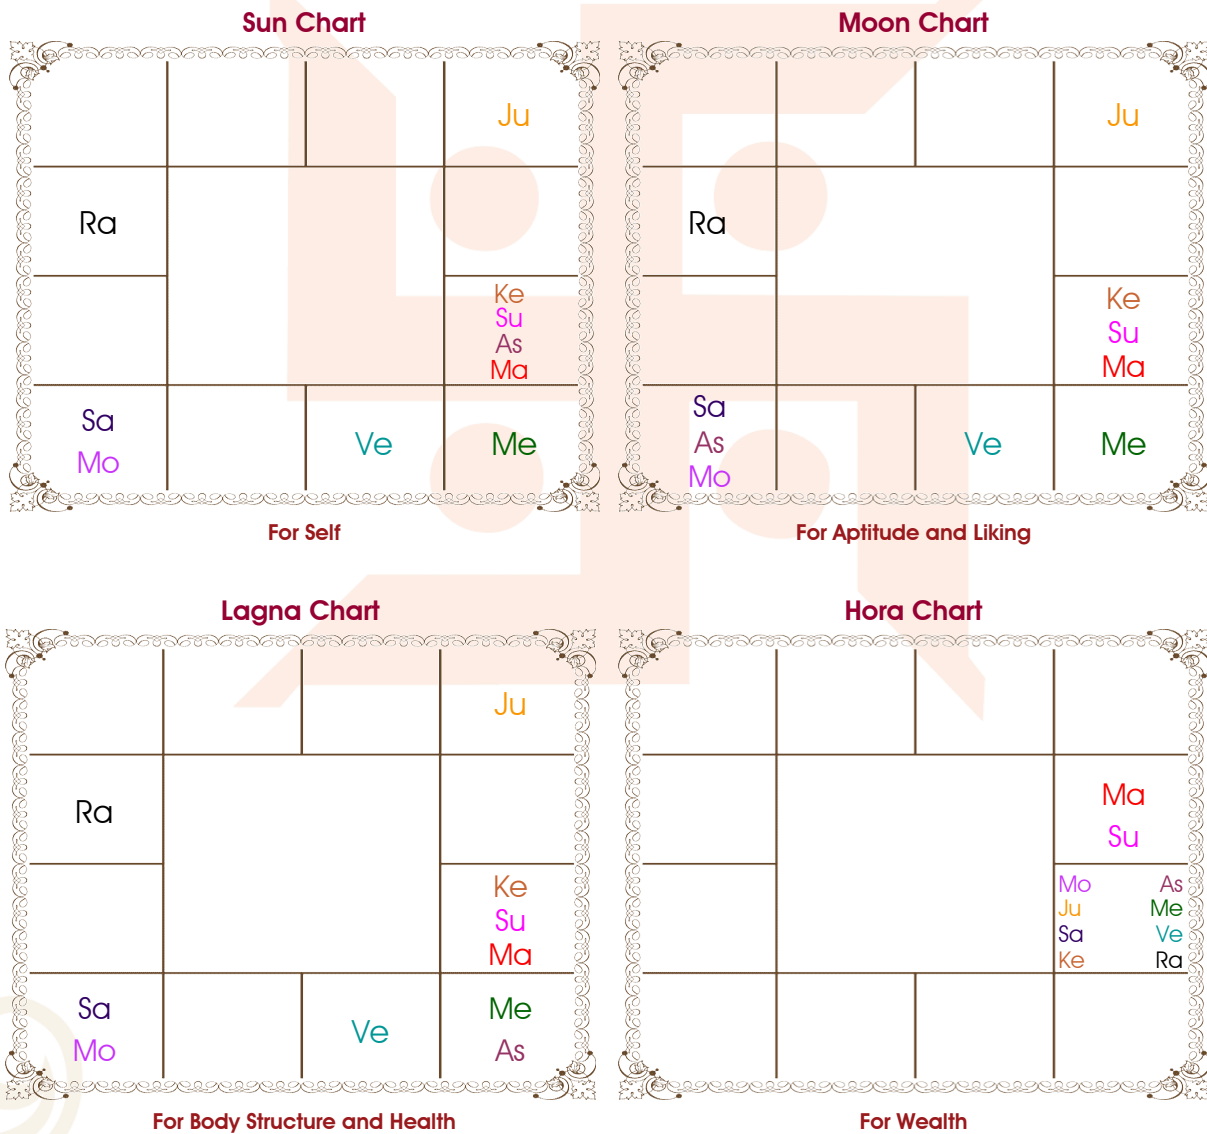 Sun Chart
Ju
Ra
Ke
Su
As
Ma
Sa
Mo
Ve
Me
For Self
Moon Chart
Ju
Ra
Ke
Su
Ma
Sa
As
Mo
Ve
Me
For Aptitude and Liking
Lagna Chart
Ju
Ra
Ke
Su
Ma
Sa
Mo
Ve
Me
As
For Body Structure and Health
Hora Chart
Ma
Su
Mo As
Ju Me
Sa Ve
Ke Ra
For Wealth